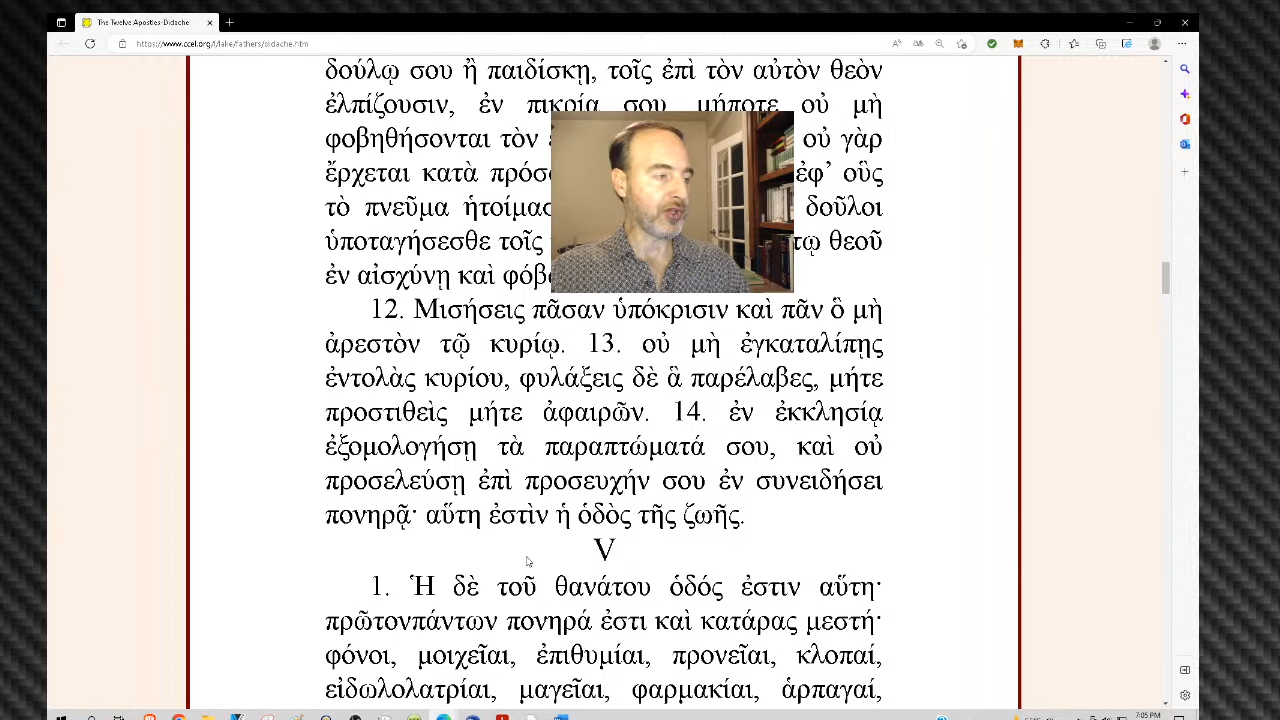 The Twelve Apostles-Didache
https://www.ccel.org/l/lake/fathers/didache.htm
δούλῳ σου ἢ παιδίσκῃ, τοῖς ἐπὶ τὸν αὐτὸν θεὸν
ἐλπίζουσιν, ἐν πικρίᾳ σου, μήποτε οὐ μὴ
φοβηθήσονται τὸν οὐ γὰρ
ἔρχεται κατὰ ἐφ’ οὓς
τὸ πνεῦμα δοῦλοι
ὑποταγήσεσθε τοῖς θεοῦ
ἐν αἰσχύνῃ καὶ
12. Μισήσεις πᾶσαν ὑπόκρισιν καὶ πᾶν ὃ μὴ
ἀρεστὸν τῷ κυρίῳ. 13. οὐ μὴ ἐγκαταλίπῃς
ἐντολὰς κυρίου, φυλάξεις δὲ ἃ παρέλαβες, μήτε
προστιθεὶς μήτε ἀφαιρῶν. 14. ἐν ἐκκλησίᾳ
ἐξομολογήσῃ τὰ παραπτώματά σου, καὶ οὐ
προσελεύσῃ ἐπὶ προσευχήν σου ἐν συνειδήσει
πονηρᾷ· αὕτη ἐστὶν ἡ ὁδὸς τῆς ζωῆς.
V
1. Ἡ δὲ τοῦ θανάτου ὁδός ἐστιν αὕτη·
πρῶτονπάντων πονηρά ἐστι καὶ κατάρας μεστή·
φόνοι, μοιχεῖαι, ἐπιθυμίαι, προνεῖαι, κλοπαί,
εἰδωλολατρίαι, μαγεῖαι, φαρμακίαι, ἁρπαγαί,
7:05 PM